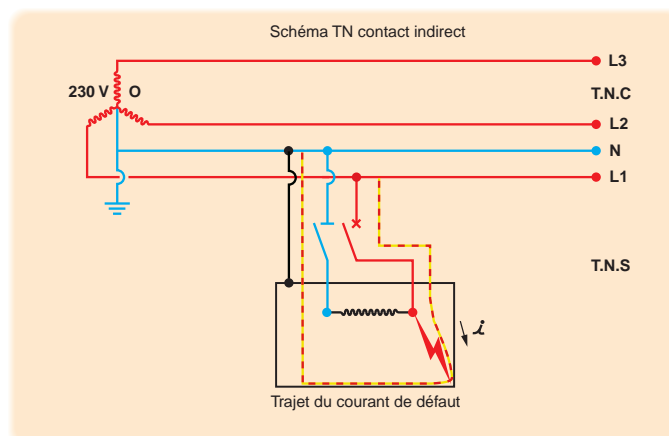 Schéma TN contact indirect
L3
230 V O
T.N.C
L2
N
L1
T.N.S
i
Trajet du courant de défaut